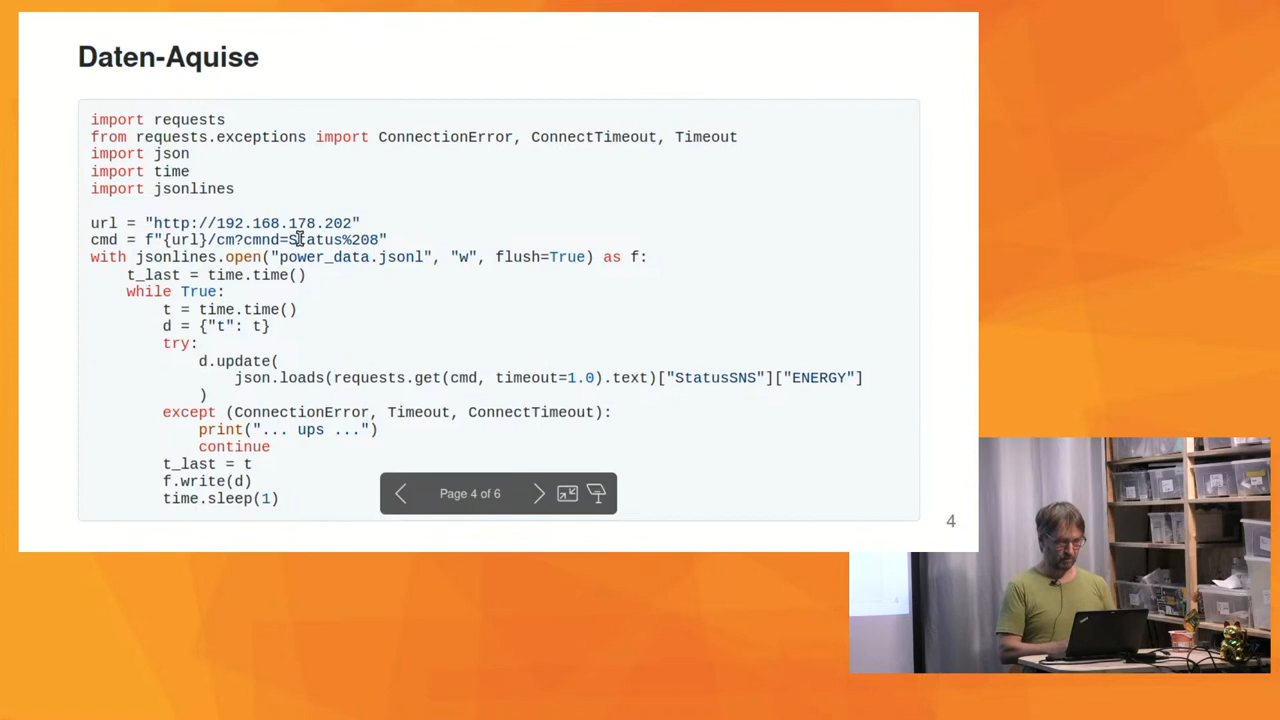 Daten-Aquise
import requests
from requests.exceptions import ConnectionError, ConnectTimeout, Timeout
import json
import time
import jsonlines
url = "http://192.168.178.202"
cmd = f"{url}/cm?cmnd=Status%208"
with jsonlines.open("power_data.jsonl", "w", flush=True) as f:
    t_last = time.time()
    while True:
        t = time.time()
        d = {"t": t}
        try:
            d.update(
                json.loads(requests.get(cmd, timeout=1.0).text)["StatusSNS"]["ENERGY"]
            )
        except (ConnectionError, Timeout, ConnectTimeout):
            print("... ups ...")
            continue
        t_last = t
        f.write(d)
        time.sleep(1)
Page 4 of 6
4